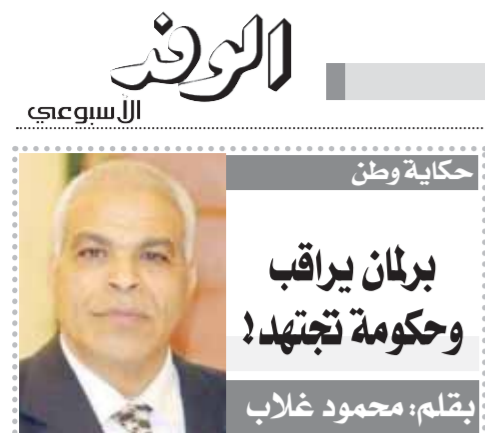 الوفد
الأسبوعي
حكاية وطن
برلمان يراقب
وحكومة تجتهد!
بقلم: محمود غلاب